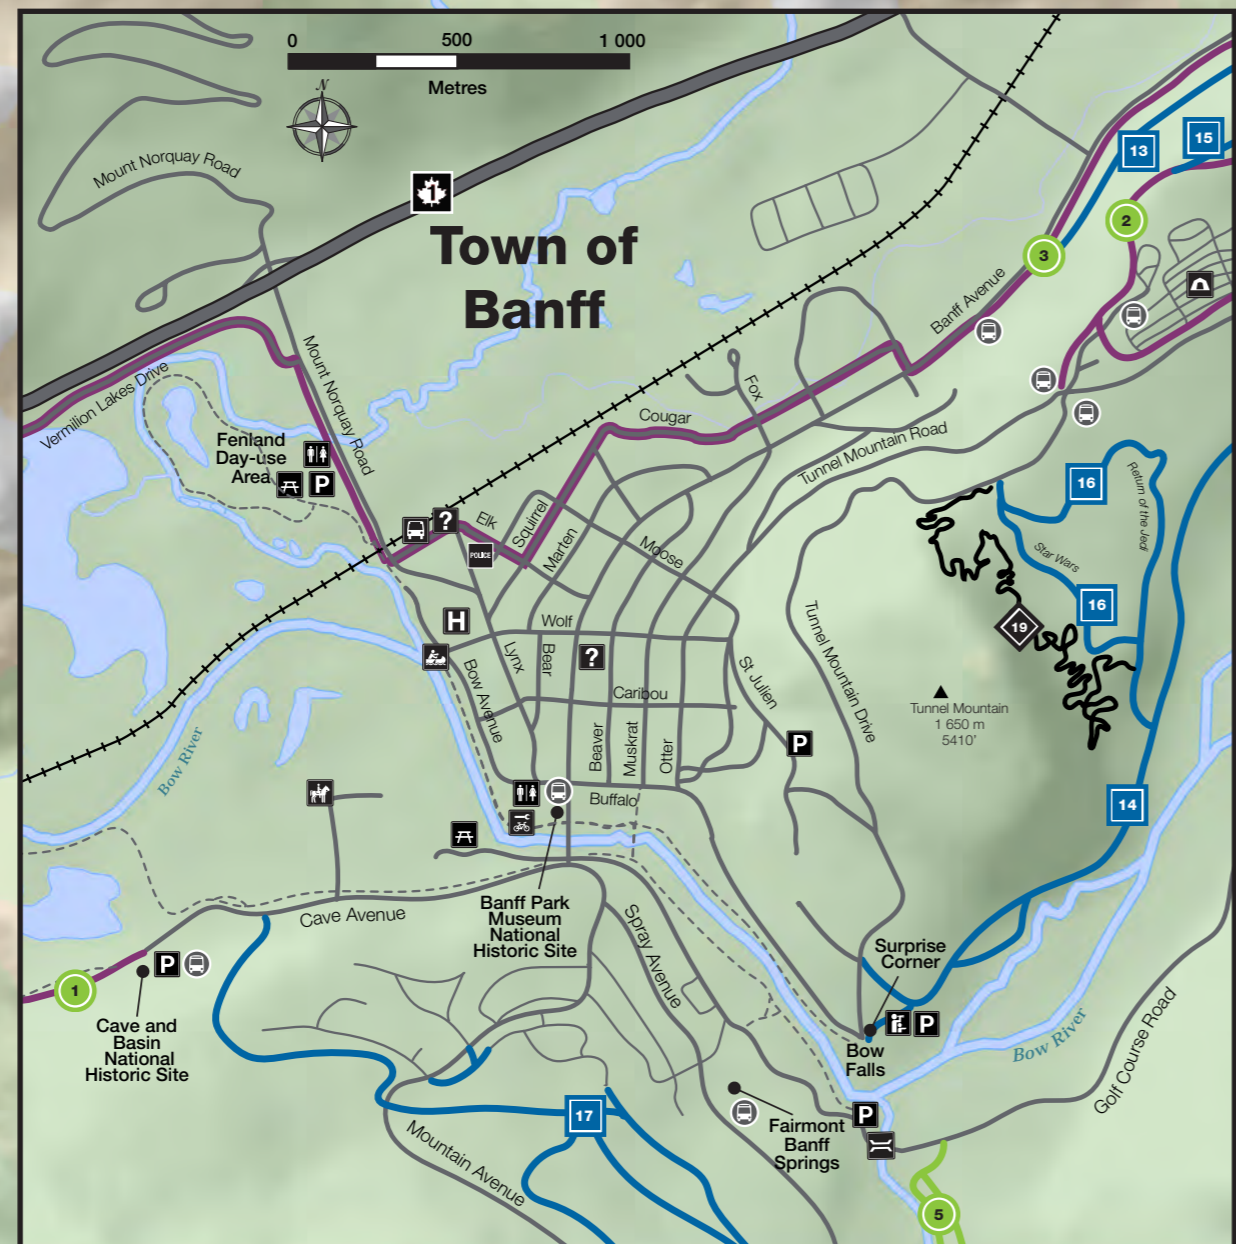 0 500 1 000
Metres
N
Mount Norquay Road
1
Town of
Banff
13
15
2
3
Banff Avenue
Vermilion Lakes Drive
Mount Norquay Road
Fenland
Day-use
Area
P
?
POLICE
Elk
Squirrel
Marten
Moose
Cougar
Fox
Tunnel Mountain Road
16
Return of the Jedi
Star Wars
16
19
H
Wolf
Lynx
Bear
?
Bow Avenue
Caribou
St Julien
Tunnel Mountain Drive
Tunnel Mountain
1 650 m
5410'
P
Beaver
Muskrat
Otter
Buffalo
Bow River
14
Banff Park
Museum
National
Historic Site
Cave Avenue
Spray Avenue
Surprise
Corner
P
P
1
Cave and
Basin
National
Historic Site
Bow
Falls
Bow River
Golf Course Road
17
P
Fairmont
Banff
Springs
Mountain Avenue
5